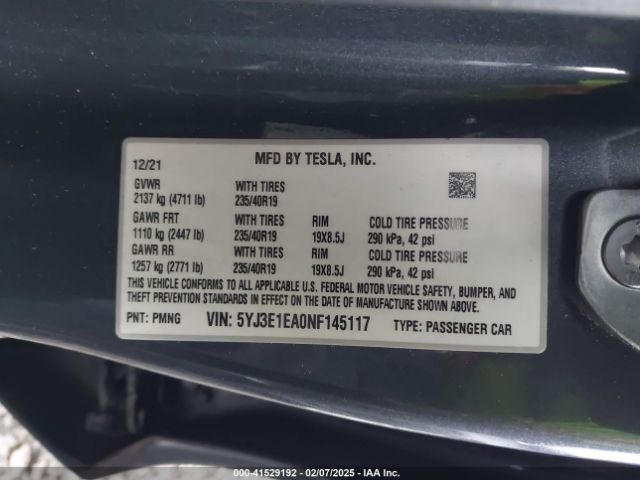 12/21 MFD BY TESLA, INC.
GVWR WITH TIRES
2137 kg (4711 lb) 235/40R19
GAWR FRT WITH TIRES RIM COLD TIRE PRESSURE
1110 kg (2447 lb) 235/40R19 19X8.5J 290 kPa, 42 psi
GAWR RR WITH TIRES RIM COLD TIRE PRESSURE
1257 kg (2771 lb) 235/40R19 19X8.5J 290 kPa, 42 psi
THIS VEHICLE CONFORMS TO ALL APPLICABLE U.S. FEDERAL MOTOR VEHICLE SAFETY, BUMPER, AND
THEFT PREVENTION STANDARDS IN EFFECT ON THE DATE OF MANUFACTURE SHOWN ABOVE.
PNT: PMNG VIN: 5YJ3E1EA0NF145117 TYPE: PASSENGER CAR
000-41529192 — 02/07/2025 — IAA Inc.